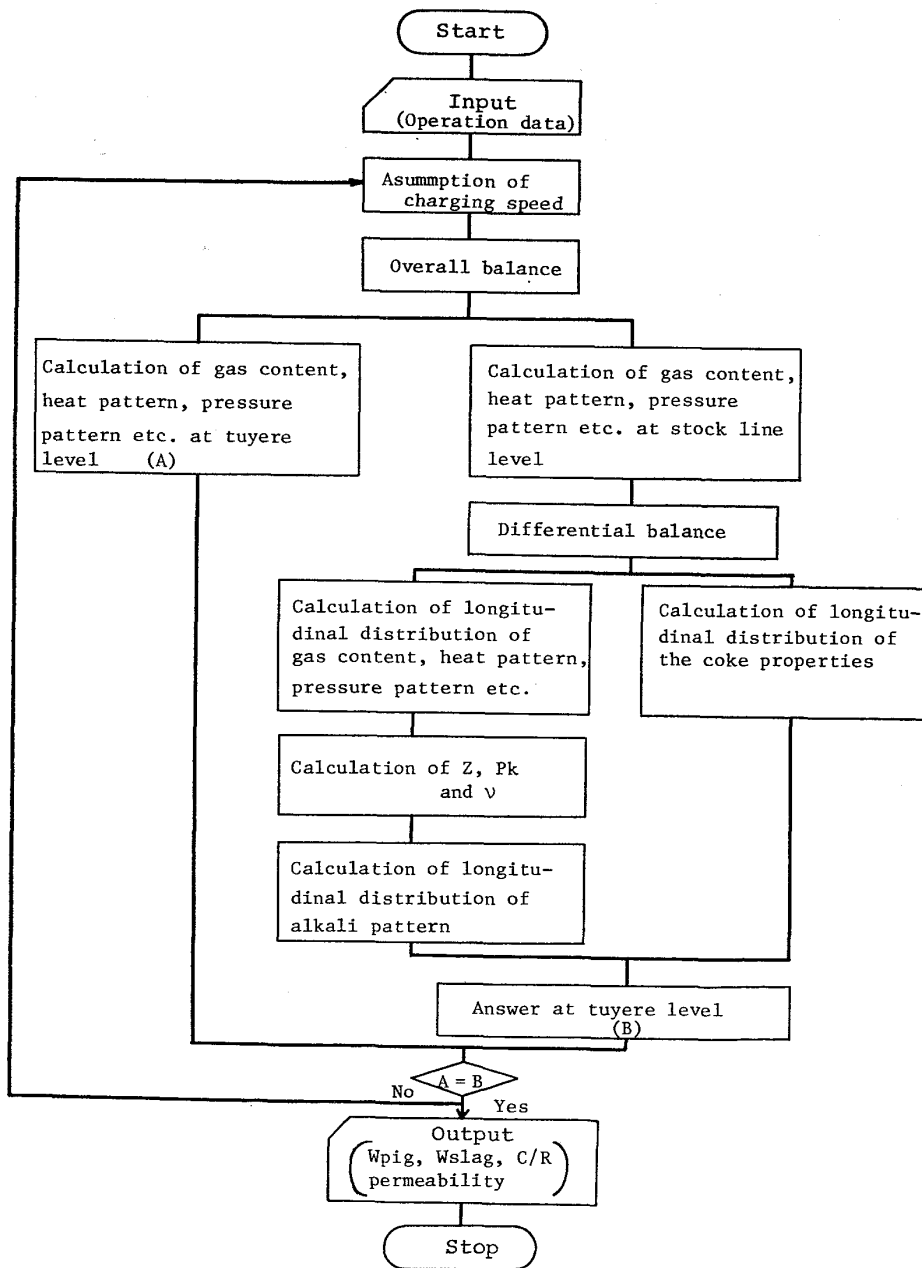 Start
Input
(Operation data)
Asummption of
charging speed
Overall balance
Calculation of gas content,
heat pattern, pressure
pattern etc. at tuyere
level (A)
Calculation of gas content,
heat pattern, pressure
pattern etc. at stock line
level
Differential balance
Calculation of longitu-
dinal distribution of
gas content, heat pattern,
pressure pattern etc.
Calculation of longitu-
dinal distribution of
the coke properties
Calculation of Z, Pk
and ν
Calculation of longitu-
dinal distribution of
alkali pattern
Answer at tuyere level
(B)
A = B
No
Yes
Output
(Wpig, Wslag, C/R
permeability)
Stop